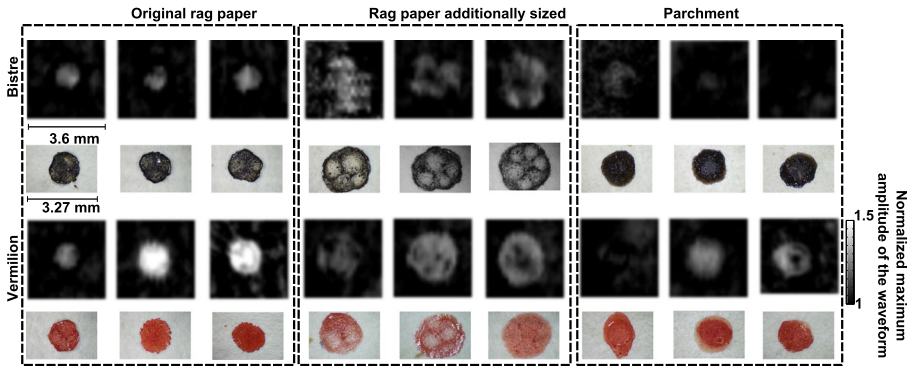 Original rag paper
Rag paper additionally sized
Parchment
Bistre
3.6 mm
3.27 mm
Vermilion
1.5
1
Normalized maximum
amplitude of the waveform